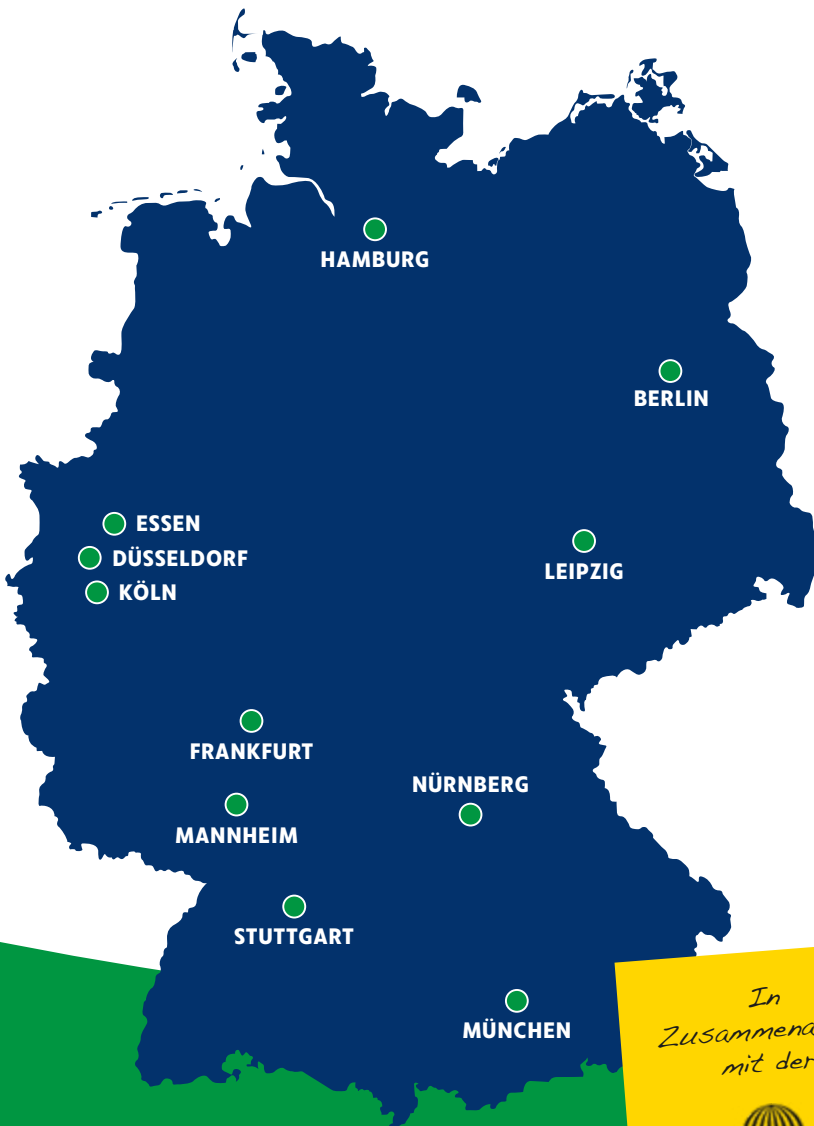 HAMBURG
BERLIN
ESSEN
DÜSSELDORF
LEIPZIG
KÖLN
FRANKFURT
NÜRNBERG
MANNHEIM
STUTTGART
In
mit der
MÜNCHEN